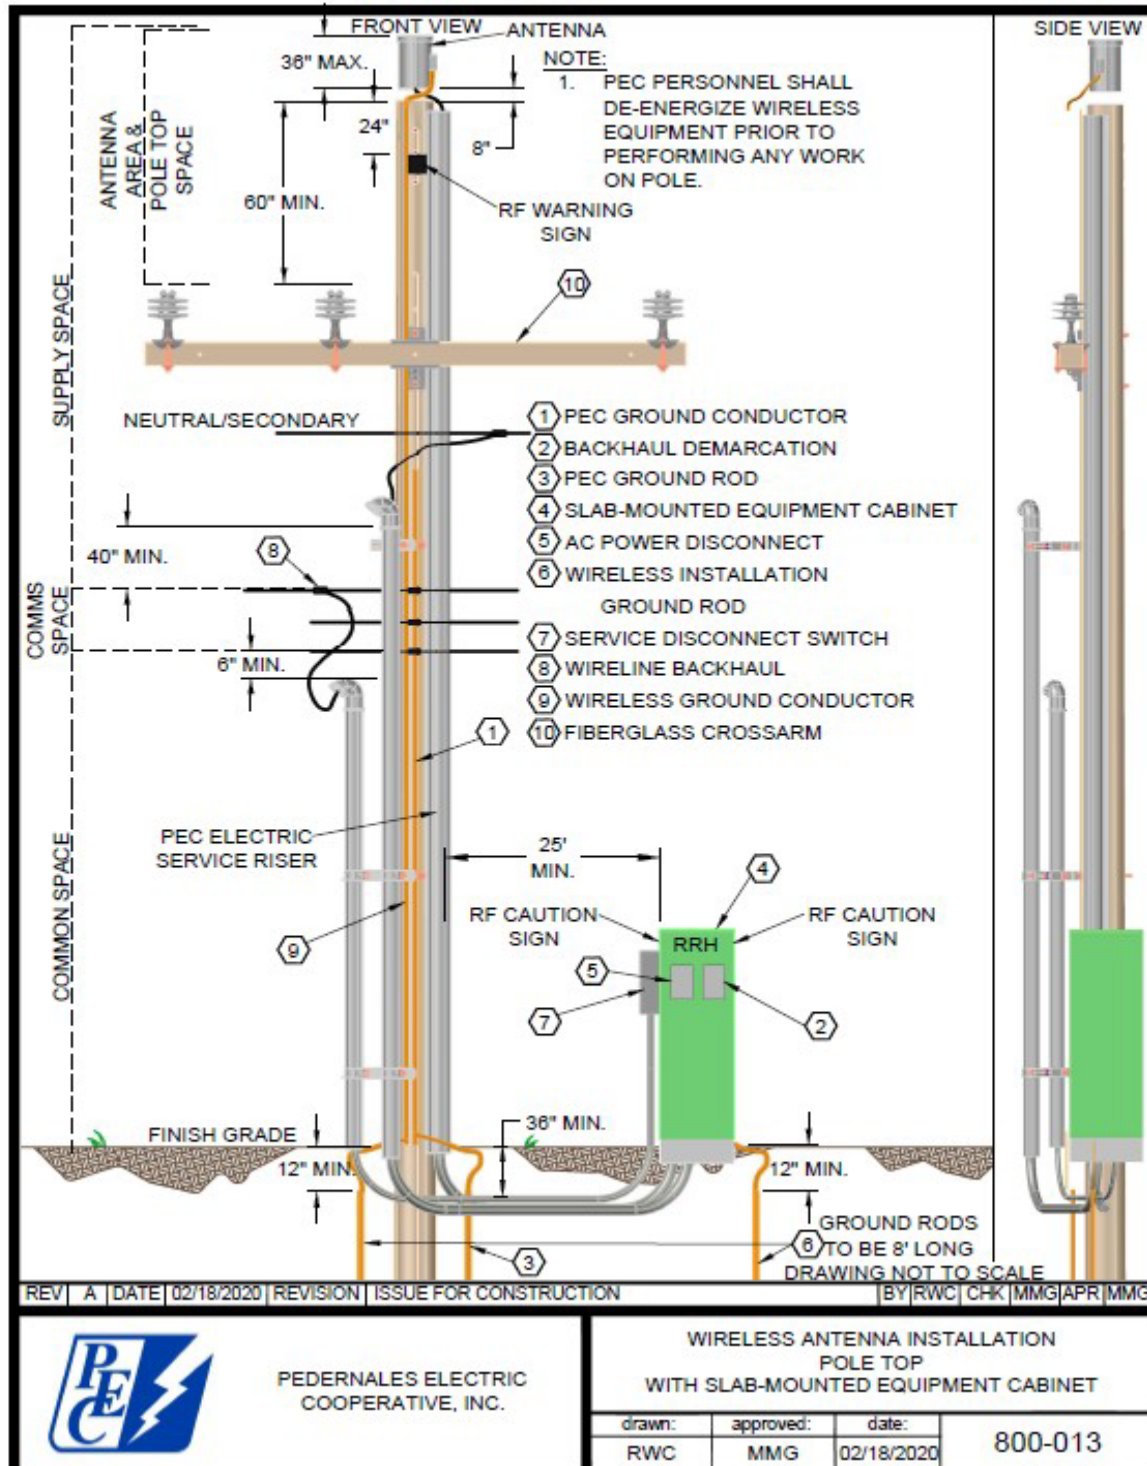 FRONT VIEW
ANTENNA
SIDE VIEW
36" MAX.
NOTE:
1. PEC PERSONNEL SHALL
DE-ENERGIZE WIRELESS
EQUIPMENT PRIOR TO
PERFORMING ANY WORK
ON POLE.
24"
8"
ANTENNA
AREA &
POLE TOP
SPACE
60" MIN.
RF WARNING
SIGN
10
SUPPLY SPACE
NEUTRAL/SECONDARY
1 PEC GROUND CONDUCTOR
2 BACKHAUL DEMARCATION
3 PEC GROUND ROD
4 SLAB-MOUNTED EQUIPMENT CABINET
5 AC POWER DISCONNECT
6 WIRELESS INSTALLATION
GROUND ROD
7 SERVICE DISCONNECT SWITCH
8 WIRELINE BACKHAUL
9 WIRELESS GROUND CONDUCTOR
10 FIBERGLASS CROSSARM
40" MIN.
8
COMMS
SPACE
6" MIN.
1
PEC ELECTRIC
SERVICE RISER
25'
MIN.
4
COMMON SPACE
RF CAUTION
SIGN
RRH
RF CAUTION
SIGN
9
5
7
2
36" MIN.
FINISH GRADE
12" MIN.
12" MIN.
3
6
GROUND RODS
TO BE 8' LONG
DRAWING NOT TO SCALE
REV A DATE 02/18/2020 REVISION ISSUE FOR CONSTRUCTION BY RWC CHK MMG APR MMG
PEC
PEDERNALES ELECTRIC
COOPERATIVE, INC.
WIRELESS ANTENNA INSTALLATION
POLE TOP
WITH SLAB-MOUNTED EQUIPMENT CABINET
drawn: approved: date:
RWC MMG 02/18/2020
800-013